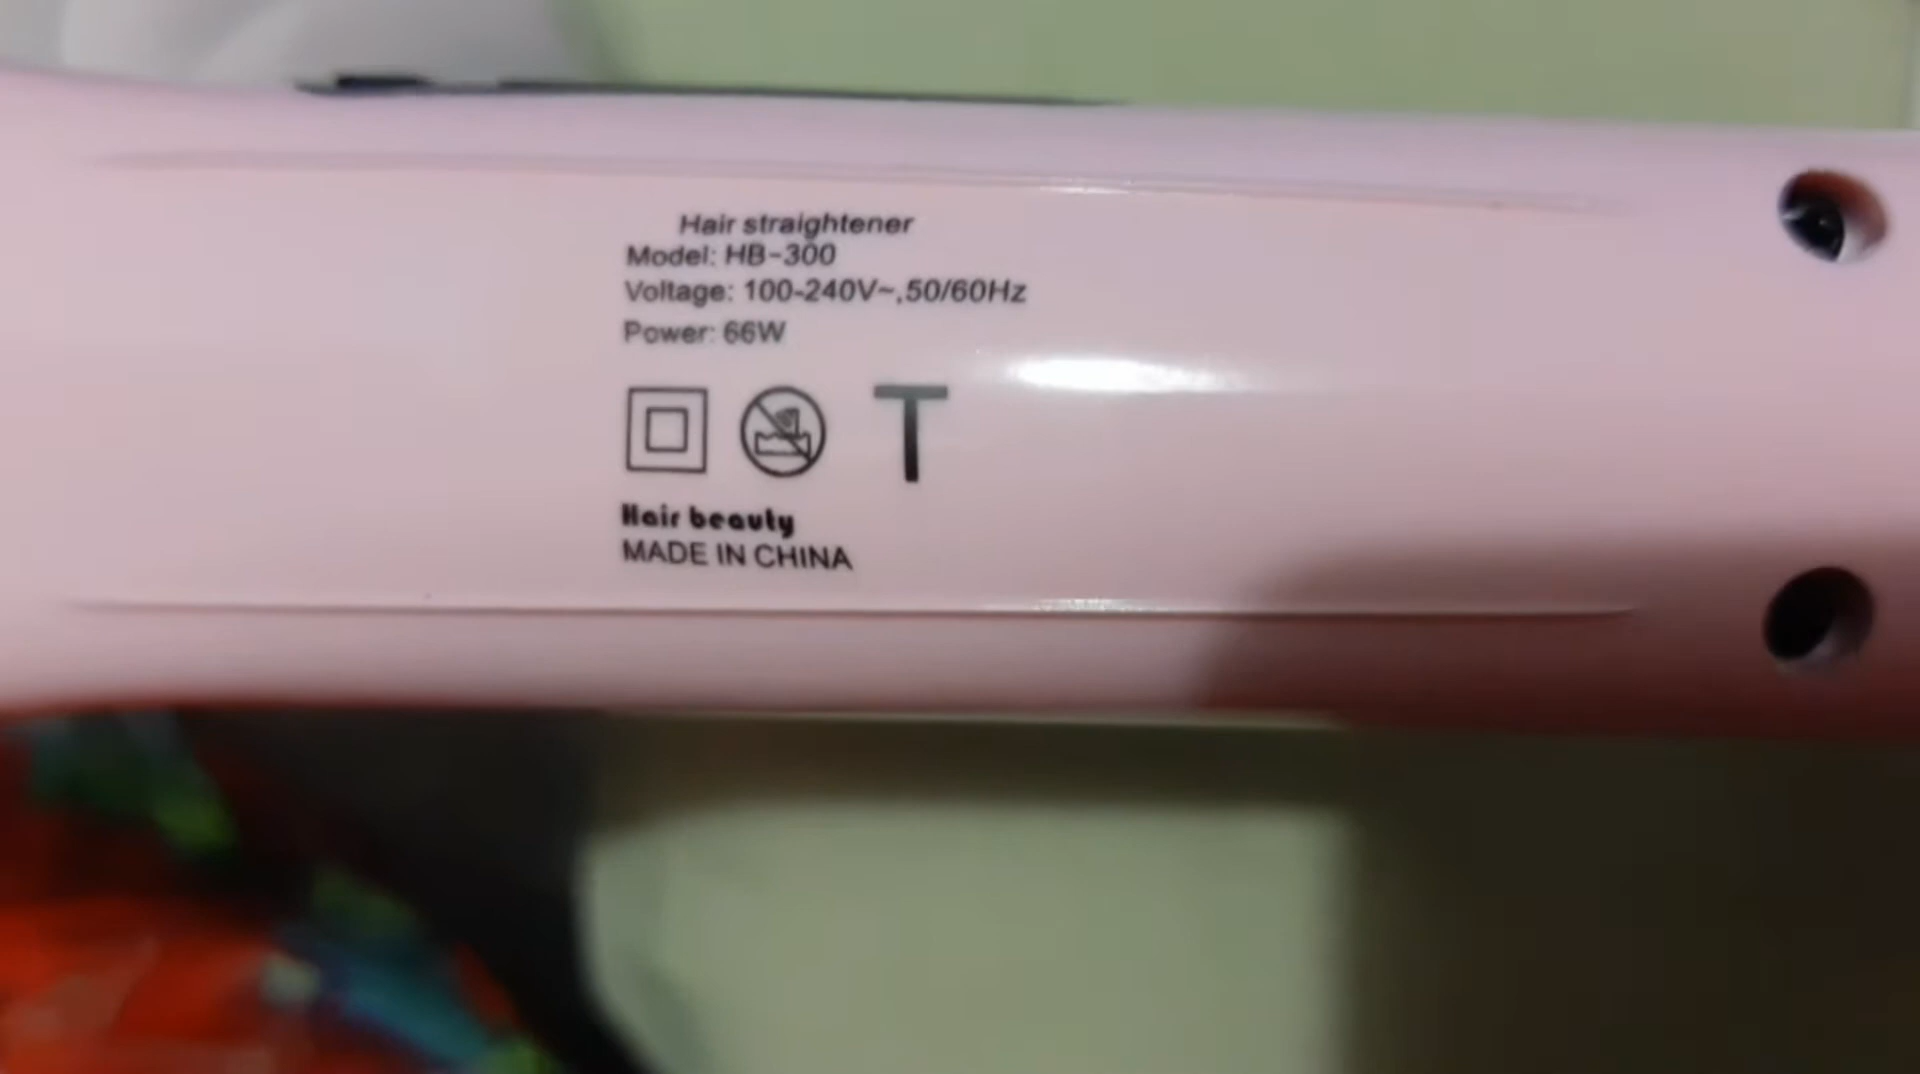 Hair straightener
Model: HB-300
Voltage: 100-240V~,50/60Hz
Power: 66W
T
Hair beauty
MADE IN CHINA